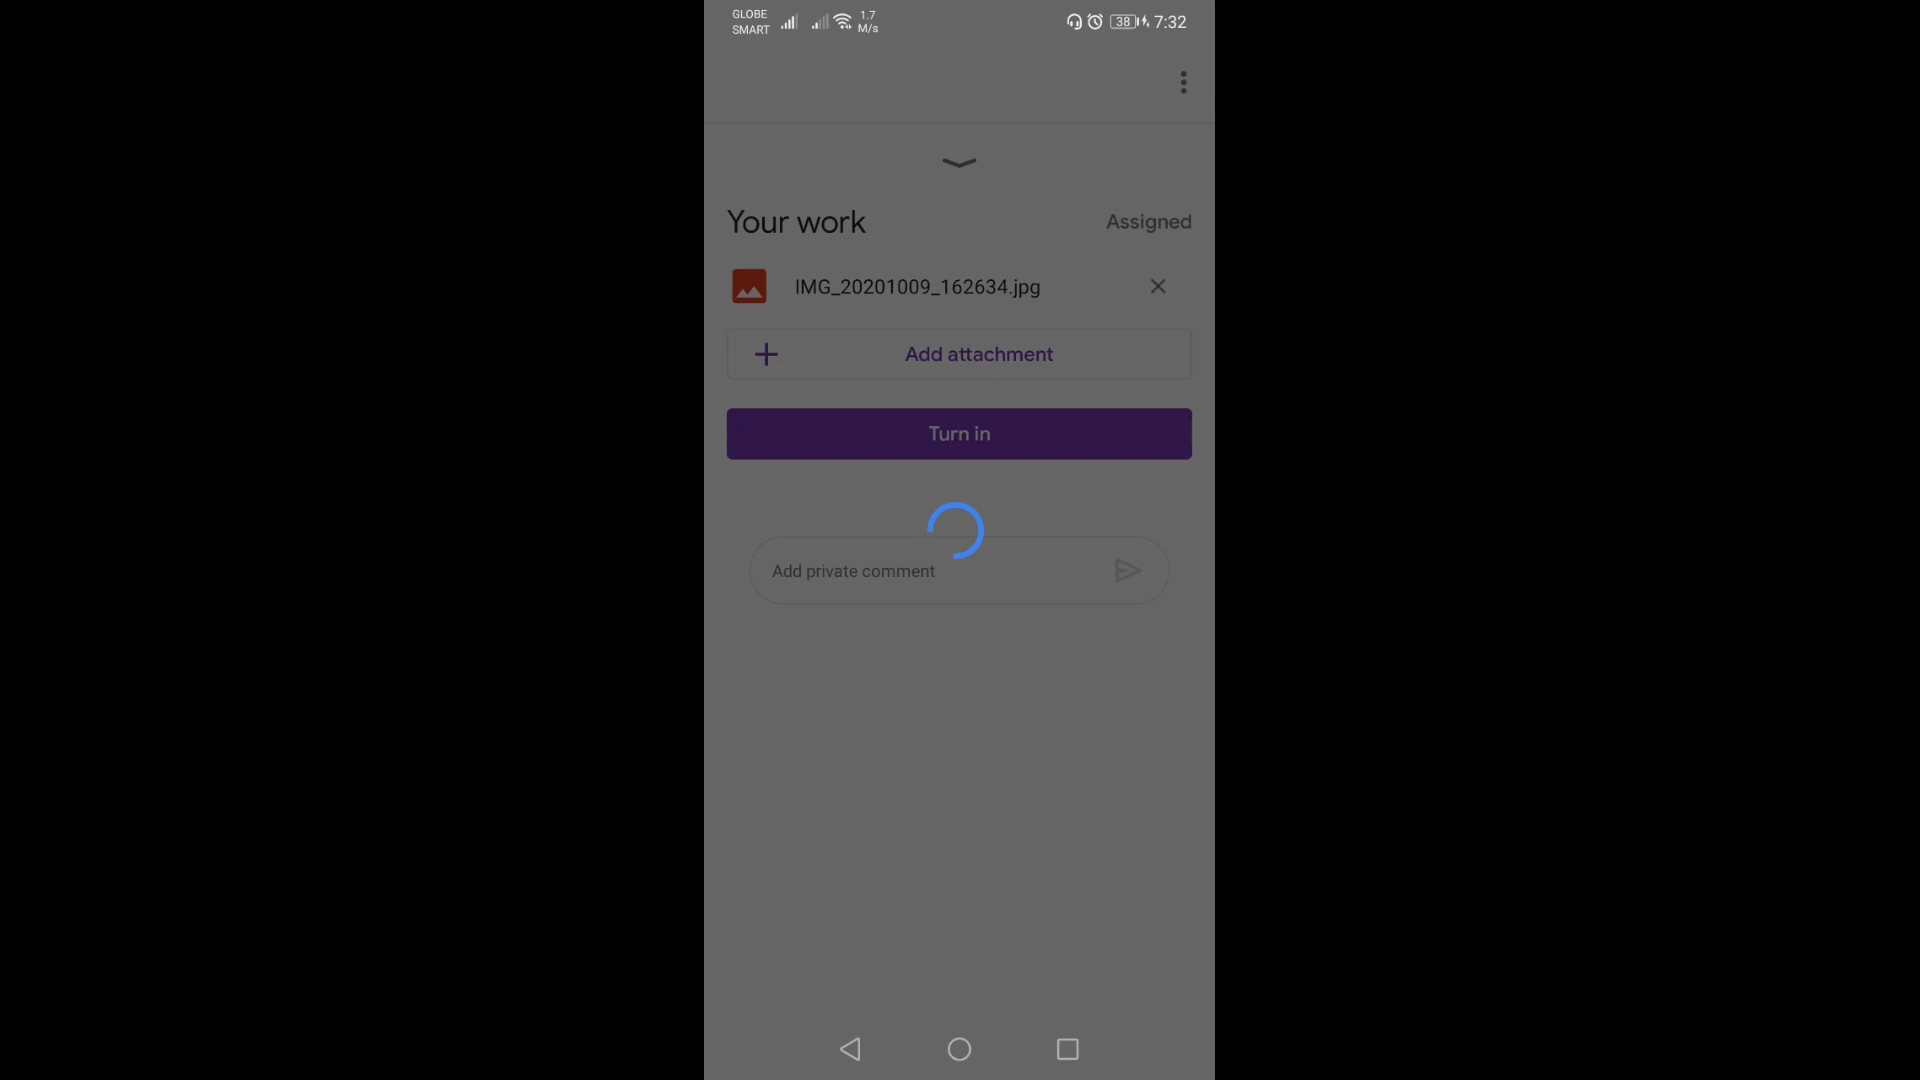 GLOBE
SMART
1.7
M/s
38
7:32
Your work
Assigned
IMG_20201009_162634.jpg
Add attachment
Turn in
Add private comment